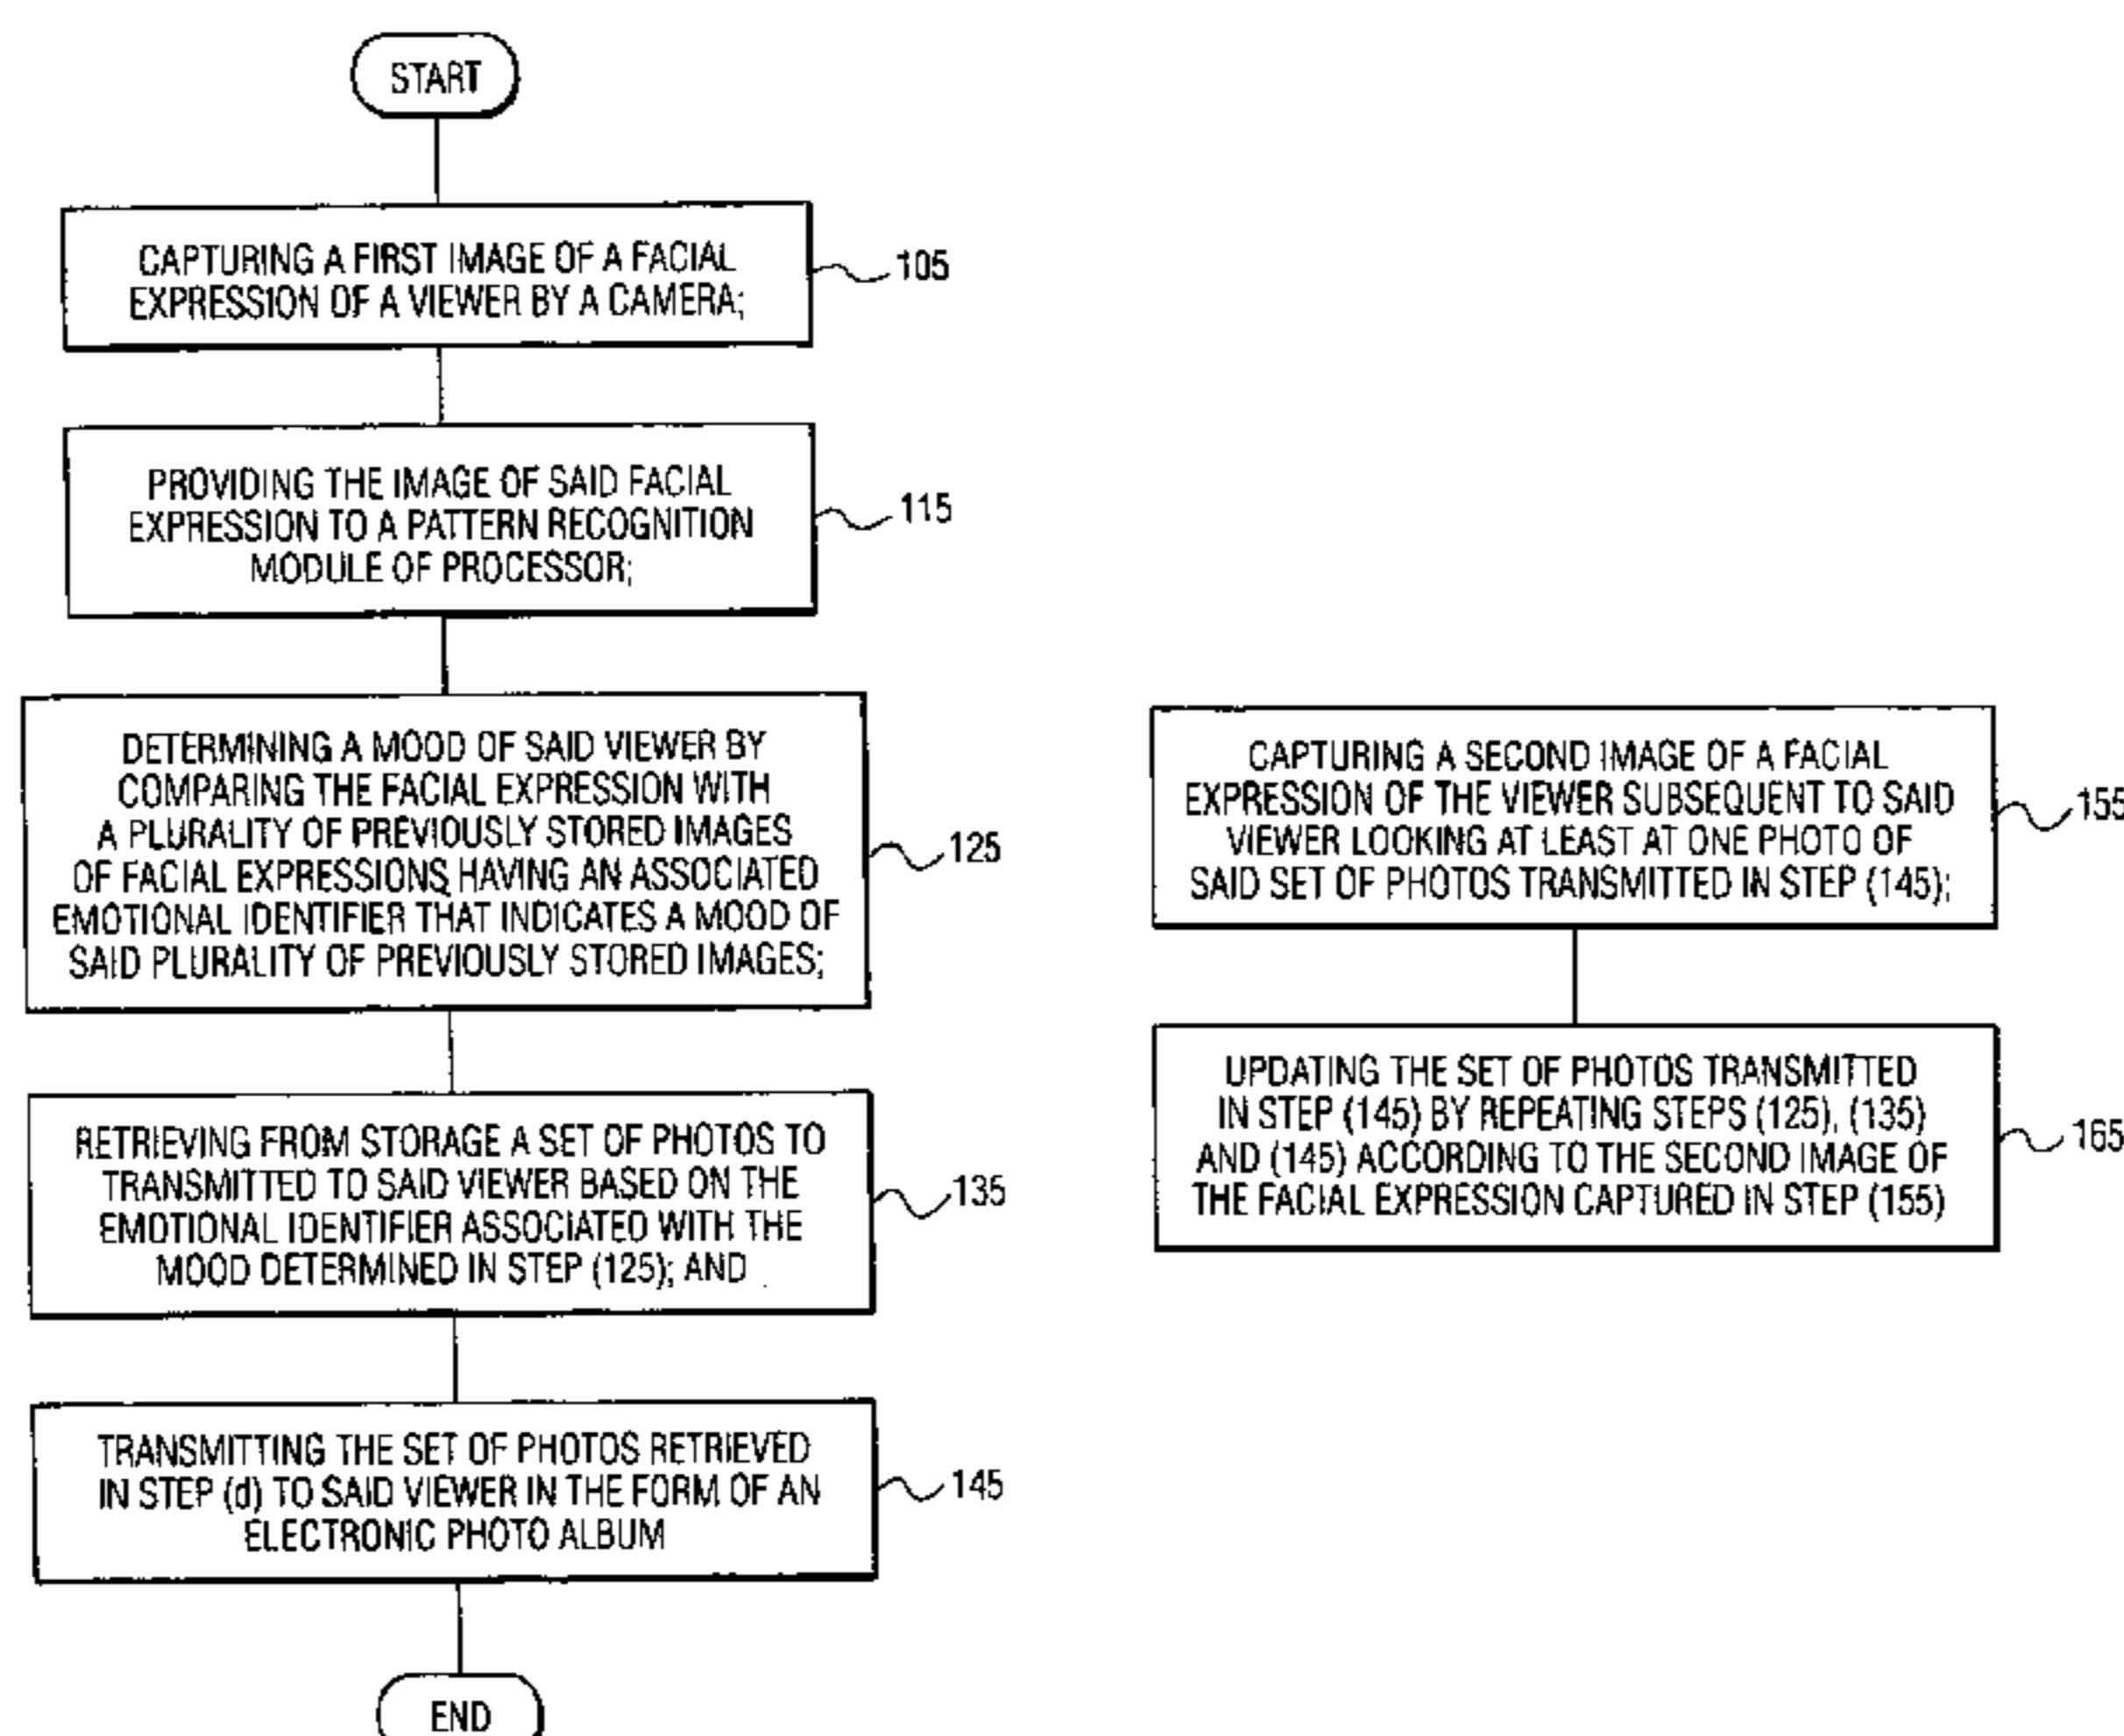 START
CAPTURING A FIRST IMAGE OF A FACIAL
EXPRESSION OF A VIEWER BY A CAMERA;
105
PROVIDING THE IMAGE OF SAID FACIAL
EXPRESSION TO A PATTERN RECOGNITION
MODULE OF PROCESSOR;
115
DETERMINING A MOOD OF SAID VIEWER BY
COMPARING THE FACIAL EXPRESSION WITH
A PLURALITY OF PREVIOUSLY STORED IMAGES
OF FACIAL EXPRESSIONS HAVING AN ASSOCIATED
EMOTIONAL IDENTIFIER THAT INDICATES A MOOD OF
SAID PLURALITY OF PREVIOUSLY STORED IMAGES;
125
RETRIEVING FROM STORAGE A SET OF PHOTOS TO
TRANSMITTED TO SAID VIEWER BASED ON THE
EMOTIONAL IDENTIFIER ASSOCIATED WITH THE
MOOD DETERMINED IN STEP (125); AND
135
TRANSMITTING THE SET OF PHOTOS RETRIEVED
IN STEP (d) TO SAID VIEWER IN THE FORM OF AN
ELECTRONIC PHOTO ALBUM
145
END
CAPTURING A SECOND IMAGE OF A FACIAL
EXPRESSION OF THE VIEWER SUBSEQUENT TO SAID
VIEWER LOOKING AT LEAST AT ONE PHOTO OF
SAID SET OF PHOTOS TRANSMITTED IN STEP (145);
155
UPDATING THE SET OF PHOTOS TRANSMITTED
IN STEP (145) BY REPEATING STEPS (125), (135)
AND (145) ACCORDING TO THE SECOND IMAGE OF
THE FACIAL EXPRESSION CAPTURED IN STEP (155)
165